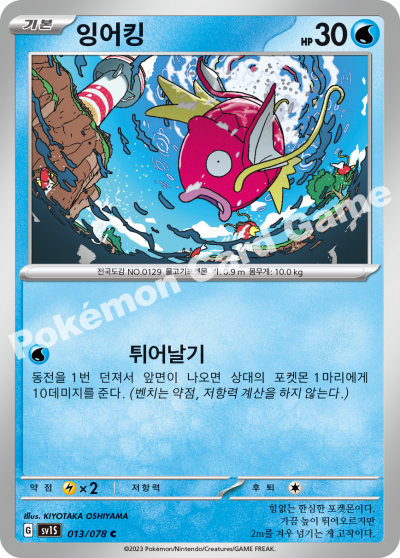 기본 잉어킹 HP 30
전국도감 NO.0129 물고기포켓몬 키: 0.9 m 몸무게: 10.0 kg
Pokémon Card Game
튀어날기
동전을 1번 던져서 앞면이 나오면 상대의 포켓몬 1마리에게
10데미지를 준다. (벤치는 약점, 저항력 계산을 하지 않는다.)
약점 ×2 저항력 후퇴
Illus. KIYOTAKA OSHIYAMA
G sv1S 013/078 C
힘없는 한심한 포켓몬이다.
가끔 높이 뛰어오르지만
2m를 겨우 넘기는 게 고작이다.
©2023 Pokémon/Nintendo/Creatures/GAME FREAK.